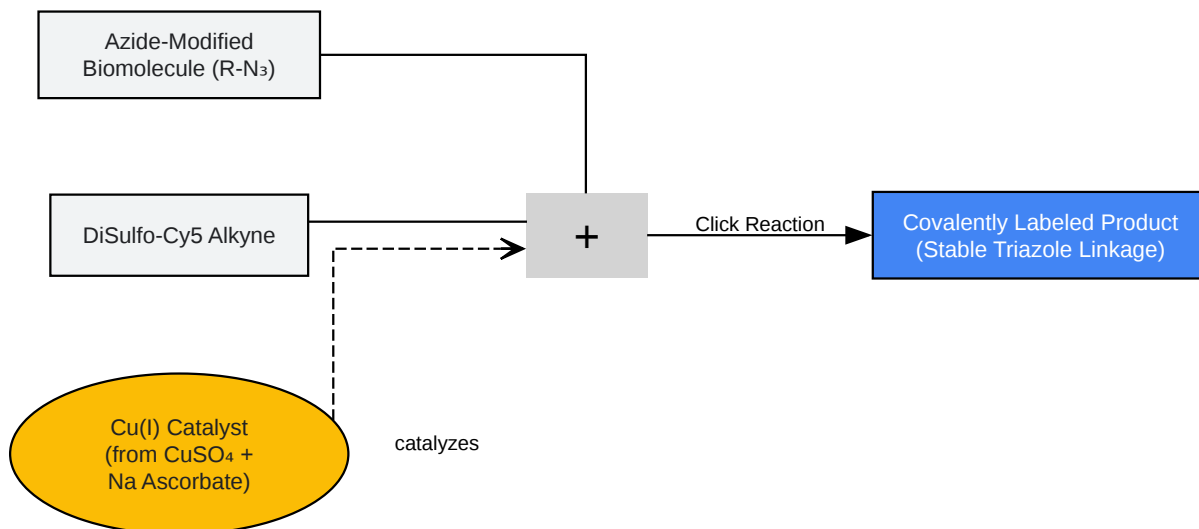 Azide-Modified
Biomolecule (R-N₃)
DiSulfo-Cy5 Alkyne
+
Click Reaction
Covalently Labeled Product
(Stable Triazole Linkage)
Cu(I) Catalyst
(from CuSO₄ +
Na Ascorbate)
catalyzes